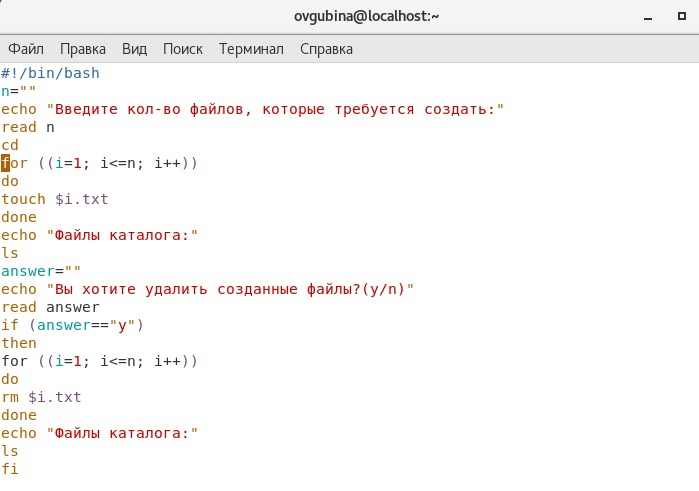 ovgubina@localhost:~
Файл Правка Вид Поиск Терминал Справка
#!/bin/bash
n=""
echo "Введите кол-во файлов, которые требуется создать:"
read n
cd
for ((i=1; i<=n; i++))
do
touch $i.txt
done
echo "Файлы каталога:"
ls
answer=""
echo "Вы хотите удалить созданные файлы?(y/n)"
read answer
if (answer=="y")
then
for ((i=1; i<=n; i++))
do
rm $i.txt
done
echo "Файлы каталога:"
ls
fi